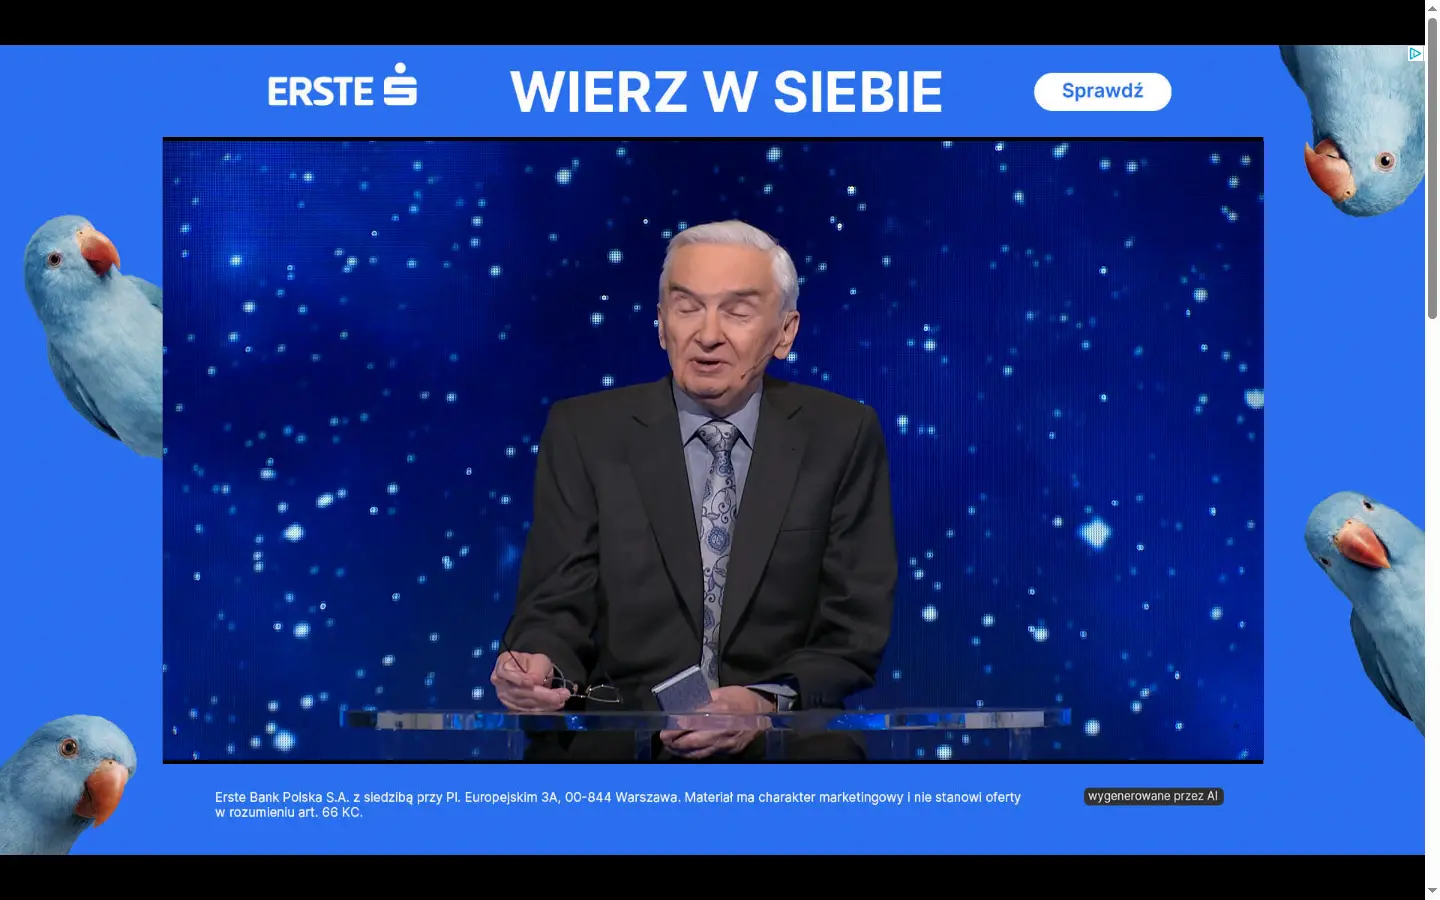 ERSTE
WIERZ W SIEBIE
Sprawdź
Erste Bank Polska S.A. z siedzibą przy Pl. Europejskim 3A, 00-844 Warszawa. Materiał ma charakter marketingowy i nie stanowi oferty
w rozumieniu art. 66 KC.
wygenerowane przez AI